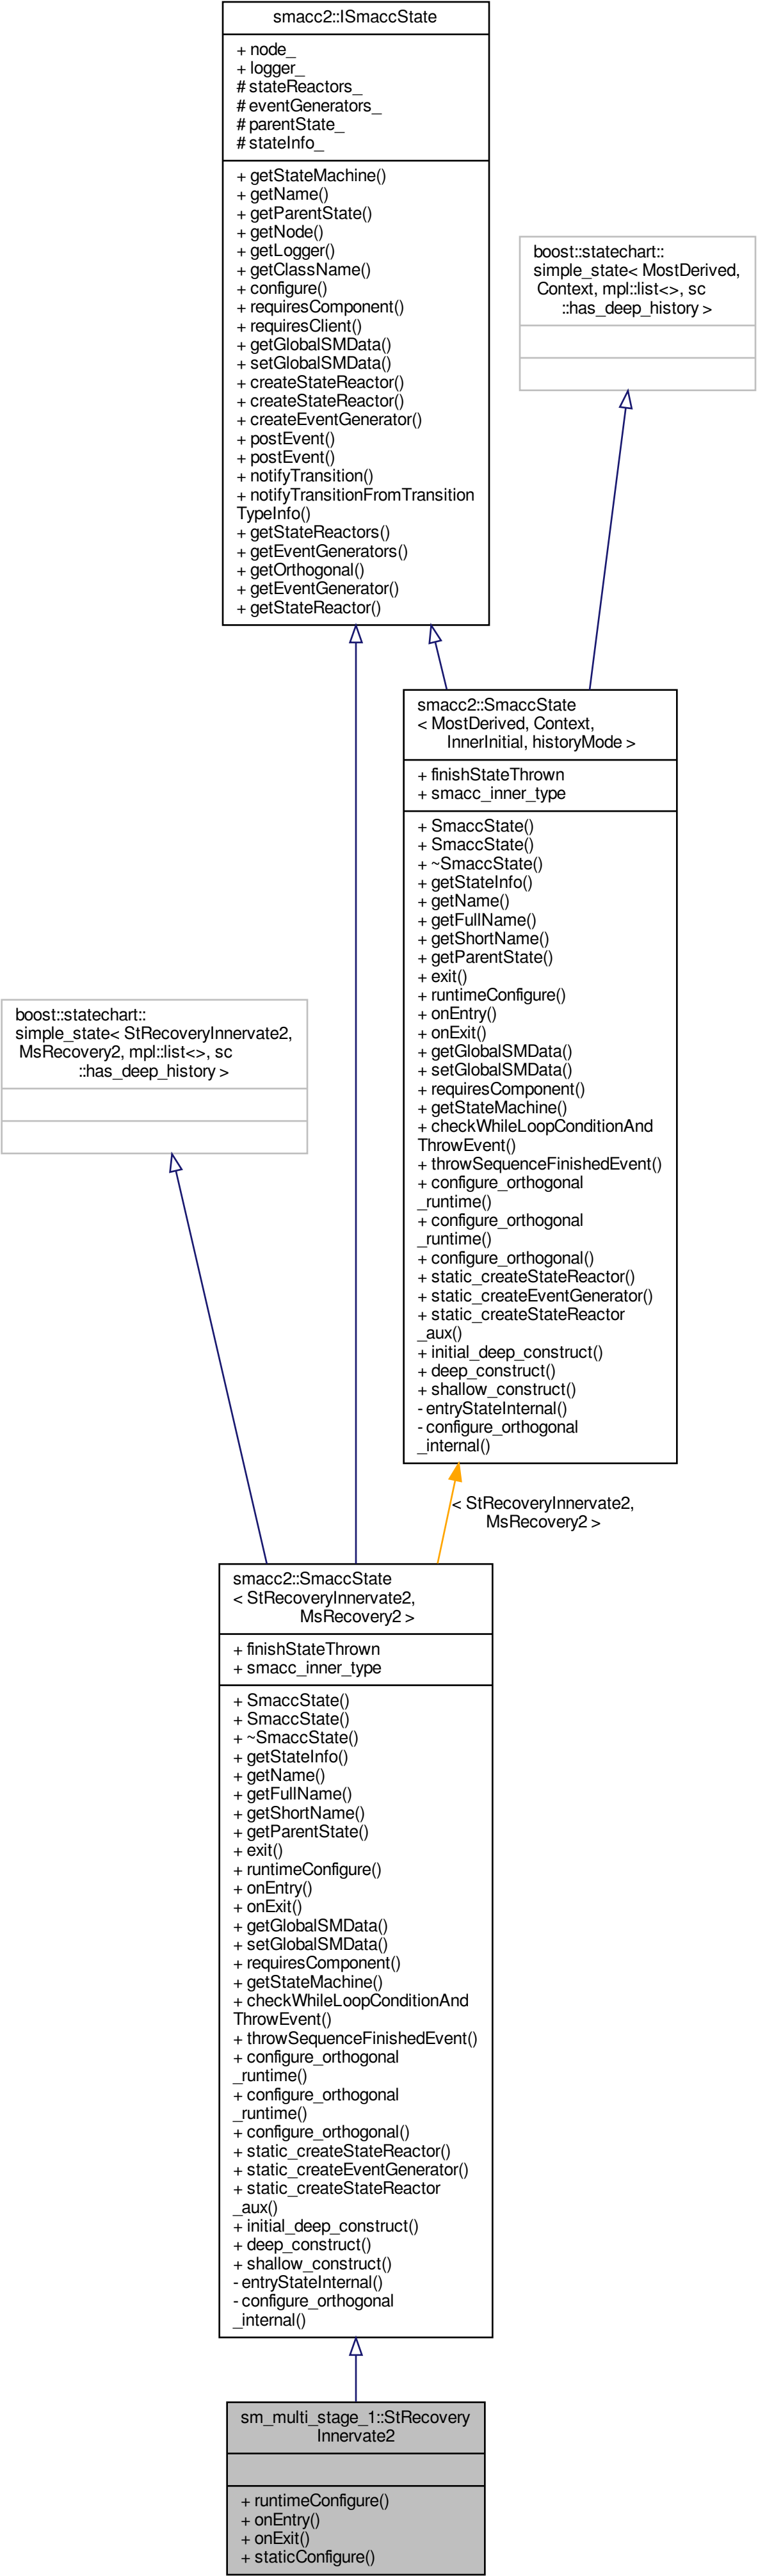 smacc2::ISmaccState
+ node_
+ logger_
# stateReactors_
# eventGenerators_
# parentState_
# stateInfo_
+ getStateMachine()
+ getName()
+ getParentState()
+ getNode()
+ getLogger()
+ getClassName()
+ configure()
+ requiresComponent()
+ requiresClient()
+ getGlobalSMData()
+ setGlobalSMData()
+ createStateReactor()
+ createStateReactor()
+ createEventGenerator()
+ postEvent()
+ postEvent()
+ notifyTransition()
+ notifyTransitionFromTransition
TypeInfo()
+ getStateReactors()
+ getEventGenerators()
+ getOrthogonal()
+ getEventGenerator()
+ getStateReactor()
boost::statechart::
simple_state< MostDerived,
Context, mpl::list<>, sc
::has_deep_history >
smacc2::SmaccState
< MostDerived, Context,
InnerInitial, historyMode >
+ finishStateThrown
+ smacc_inner_type
+ SmaccState()
+ SmaccState()
+ ~SmaccState()
+ getStateInfo()
+ getName()
+ getFullName()
+ getShortName()
+ getParentState()
+ exit()
+ runtimeConfigure()
+ onEntry()
+ onExit()
+ getGlobalSMData()
+ setGlobalSMData()
+ requiresComponent()
+ getStateMachine()
+ checkWhileLoopConditionAnd
ThrowEvent()
+ throwSequenceFinishedEvent()
+ configure_orthogonal
_runtime()
+ configure_orthogonal
_runtime()
+ configure_orthogonal()
+ static_createStateReactor()
+ static_createEventGenerator()
+ static_createStateReactor
_aux()
+ initial_deep_construct()
+ deep_construct()
+ shallow_construct()
- entryStateInternal()
- configure_orthogonal
_internal()
boost::statechart::
simple_state< StRecoveryInnervate2,
MsRecovery2, mpl::list<>, sc
::has_deep_history >
< StRecoveryInnervate2,
MsRecovery2 >
smacc2::SmaccState
< StRecoveryInnervate2,
MsRecovery2 >
+ finishStateThrown
+ smacc_inner_type
+ SmaccState()
+ SmaccState()
+ ~SmaccState()
+ getStateInfo()
+ getName()
+ getFullName()
+ getShortName()
+ getParentState()
+ exit()
+ runtimeConfigure()
+ onEntry()
+ onExit()
+ getGlobalSMData()
+ setGlobalSMData()
+ requiresComponent()
+ getStateMachine()
+ checkWhileLoopConditionAnd
ThrowEvent()
+ throwSequenceFinishedEvent()
+ configure_orthogonal
_runtime()
+ configure_orthogonal
_runtime()
+ configure_orthogonal()
+ static_createStateReactor()
+ static_createEventGenerator()
+ static_createStateReactor
_aux()
+ initial_deep_construct()
+ deep_construct()
+ shallow_construct()
- entryStateInternal()
- configure_orthogonal
_internal()
sm_multi_stage_1::StRecovery
Innervate2
+ runtimeConfigure()
+ onEntry()
+ onExit()
+ staticConfigure()